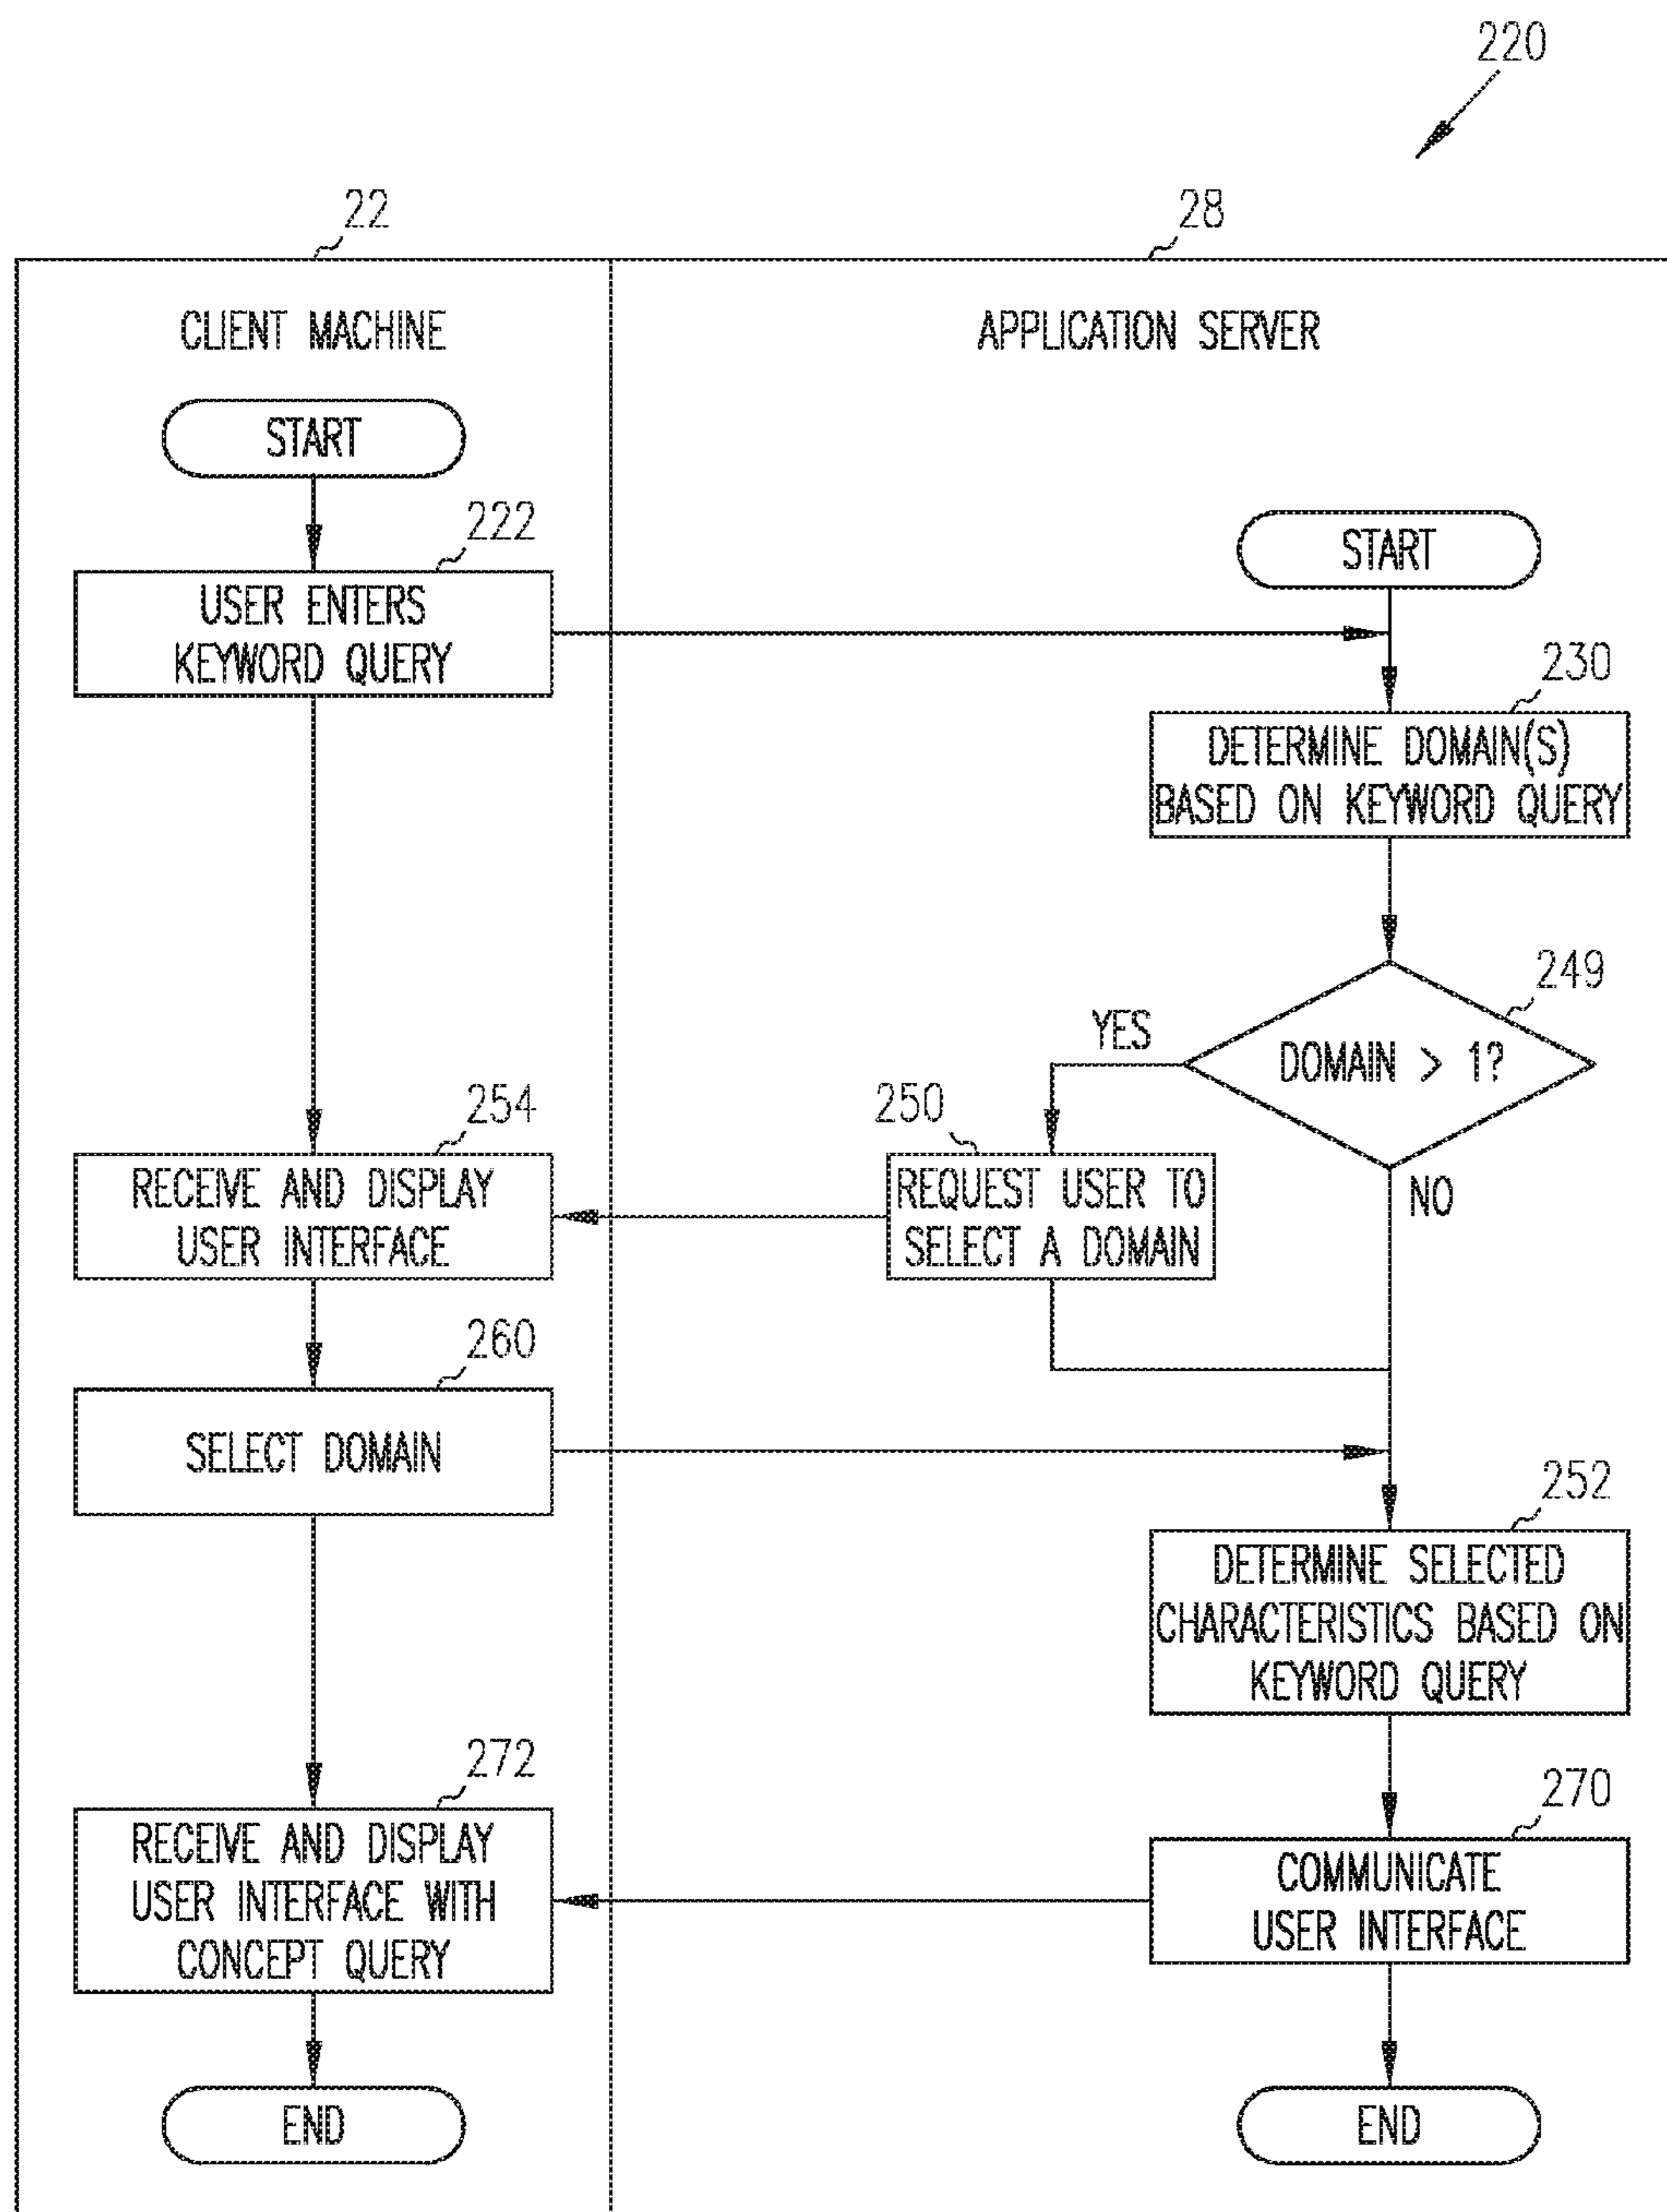 220
22
28
CLIENT MACHINE
APPLICATION SERVER
START
222
USER ENTERS
KEYWORD QUERY
START
230
DETERMINE DOMAIN(S)
BASED ON KEYWORD QUERY
249
DOMAIN > 1?
YES
NO
250
REQUEST USER TO
SELECT A DOMAIN
254
RECEIVE AND DISPLAY
USER INTERFACE
260
SELECT DOMAIN
252
DETERMINE SELECTED
CHARACTERISTICS BASED ON
KEYWORD QUERY
270
COMMUNICATE
USER INTERFACE
272
RECEIVE AND DISPLAY
USER INTERFACE WITH
CONCEPT QUERY
END
END